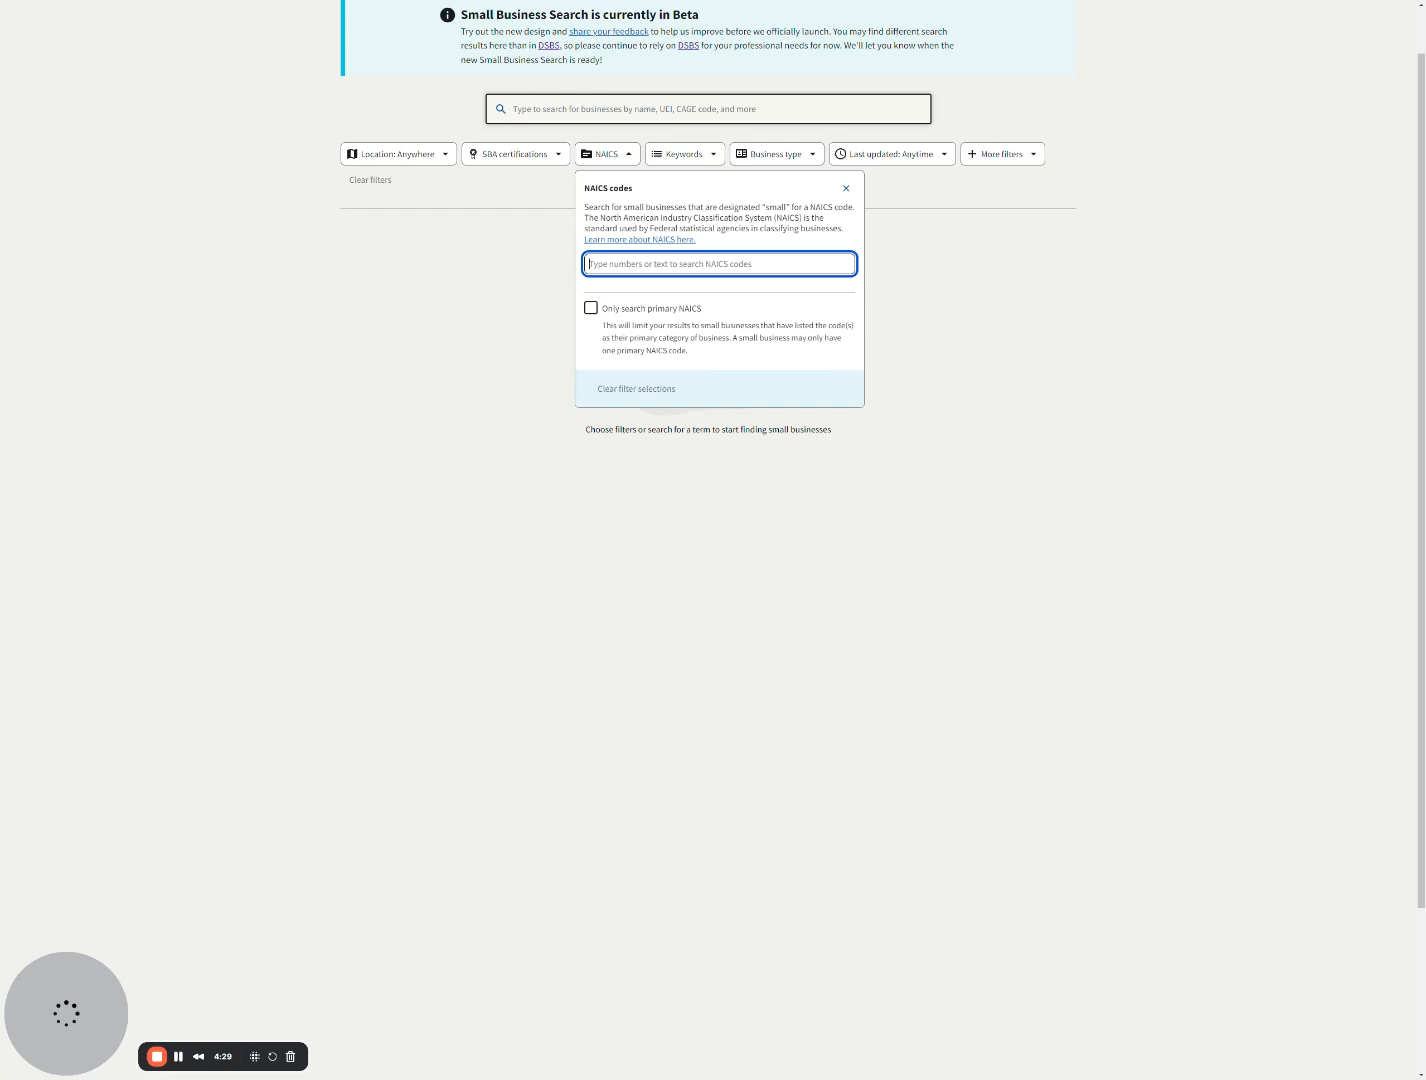 Small Business Search is currently in Beta
Try out the new design and share your feedback to help us improve before we officially launch. You may find different search
results here than in DSBS, so please continue to rely on DSBS for your professional needs for now. We'll let you know when the
new Small Business Search is ready!
Type to search for businesses by name, UEI, CAGE code, and more
Location: Anywhere
SBA certifications
NAICS
Keywords
Business type
Last updated: Anytime
More filters
Clear filters
NAICS codes
Search for small businesses that are designated “small” for a NAICS code.
The North American Industry Classification System (NAICS) is the
standard used by Federal statistical agencies in classifying businesses.
Learn more about NAICS here.
Type numbers or text to search NAICS codes
Only search primary NAICS
This will limit your results to small businesses that have listed the code(s)
as their primary category of business. A small business may only have
one primary NAICS code.
Clear filter selections
Choose filters or search for a term to start finding small businesses
4:29